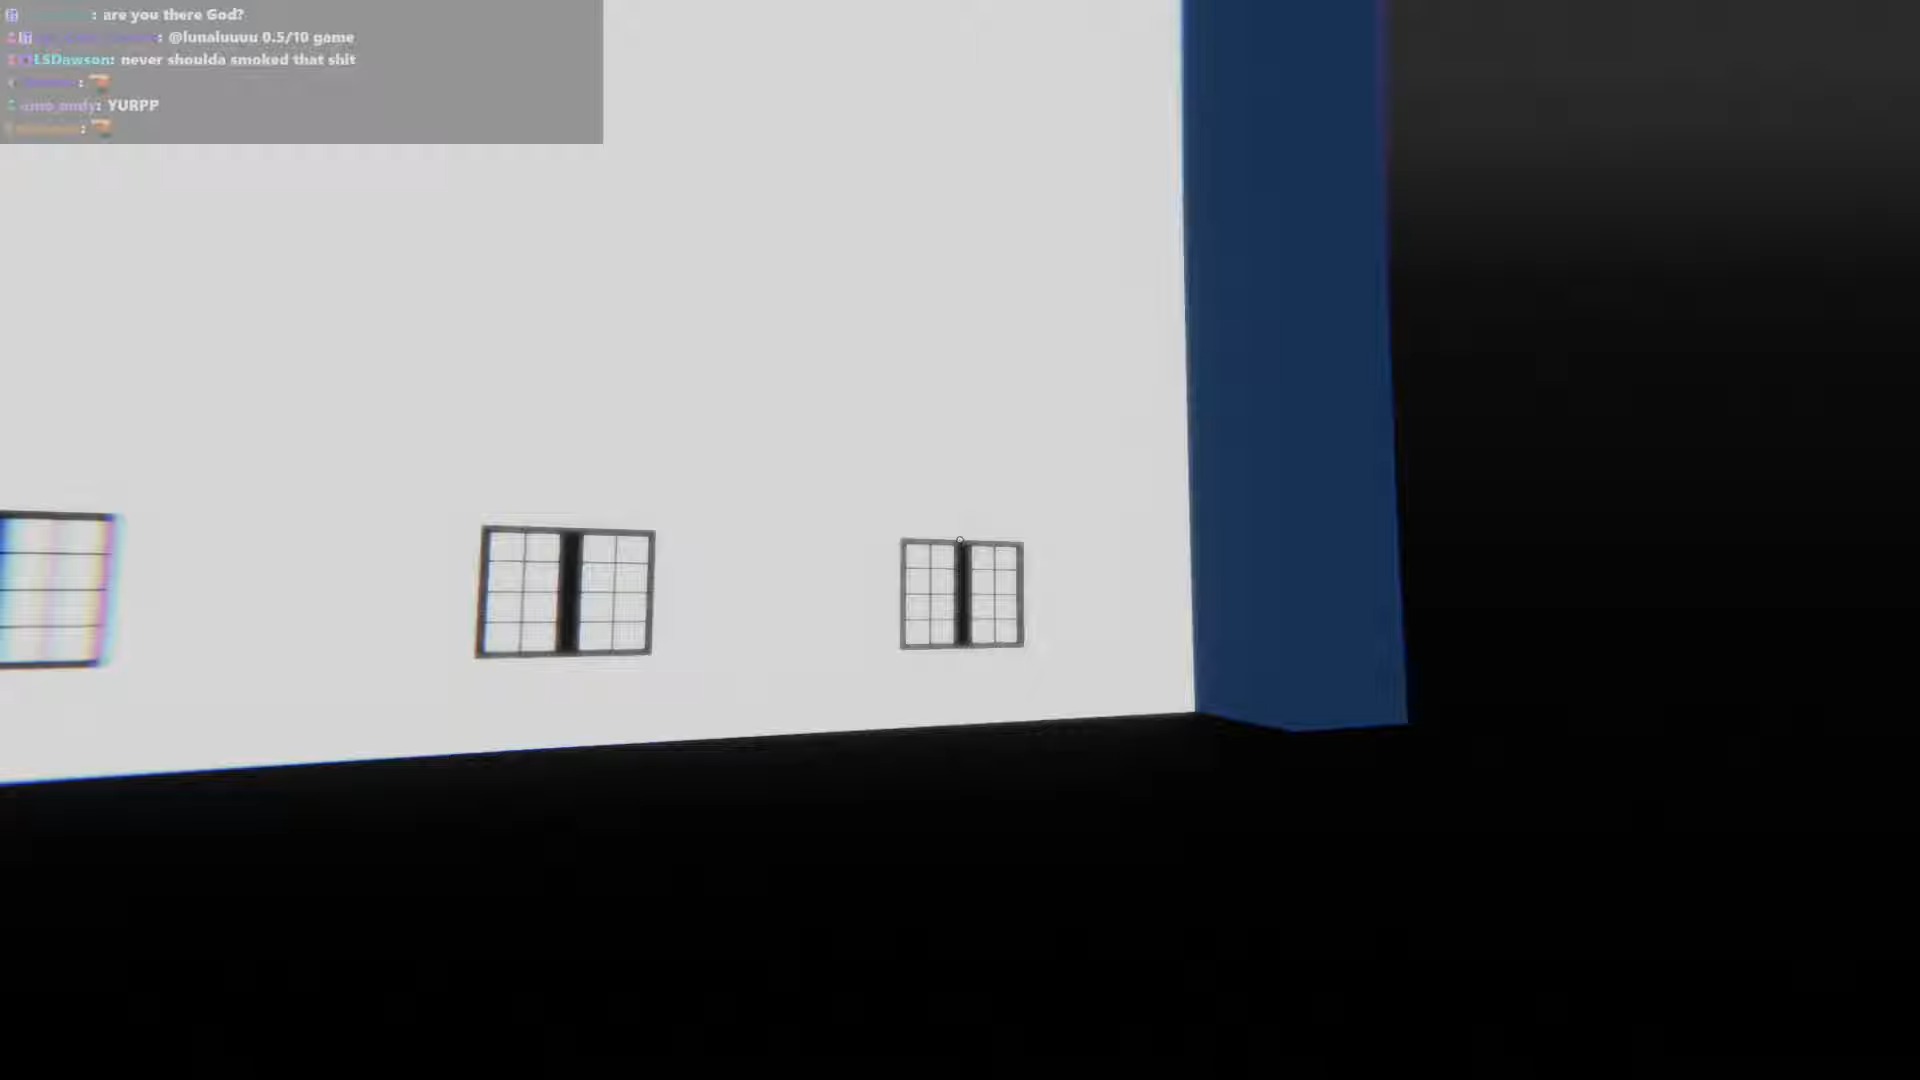 : are you there God?
: @lunaluuuu 0.5/10 game
LSDawson: never shoulda smoked that shit
: YURPP